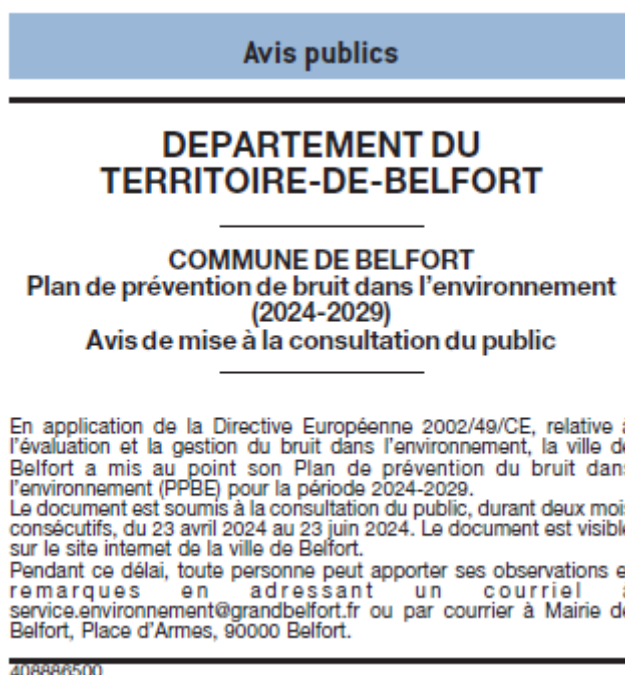 Avis publics
DEPARTEMENT DU
TERRITOIRE-DE-BELFORT
COMMUNE DE BELFORT
Plan de prévention de bruit dans l'environnement
(2024-2029)
Avis de mise à la consultation du public
En application de la Directive Européenne 2002/49/CE, relative à
l'évaluation et la gestion du bruit dans l'environnement, la ville de
Belfort a mis au point son Plan de prévention du bruit dans
l'environnement (PPBE) pour la période 2024-2029.
Le document est soumis à la consultation du public, durant deux mois
consécutifs, du 23 avril 2024 au 23 juin 2024. Le document est visible
sur le site internet de la ville de Belfort.
Pendant ce délai, toute personne peut apporter ses observations et
remarques en adressant un courriel à
service.environnement@grandbelfort.fr ou par courrier à Mairie de
Belfort, Place d'Armes, 90000 Belfort.
408886500